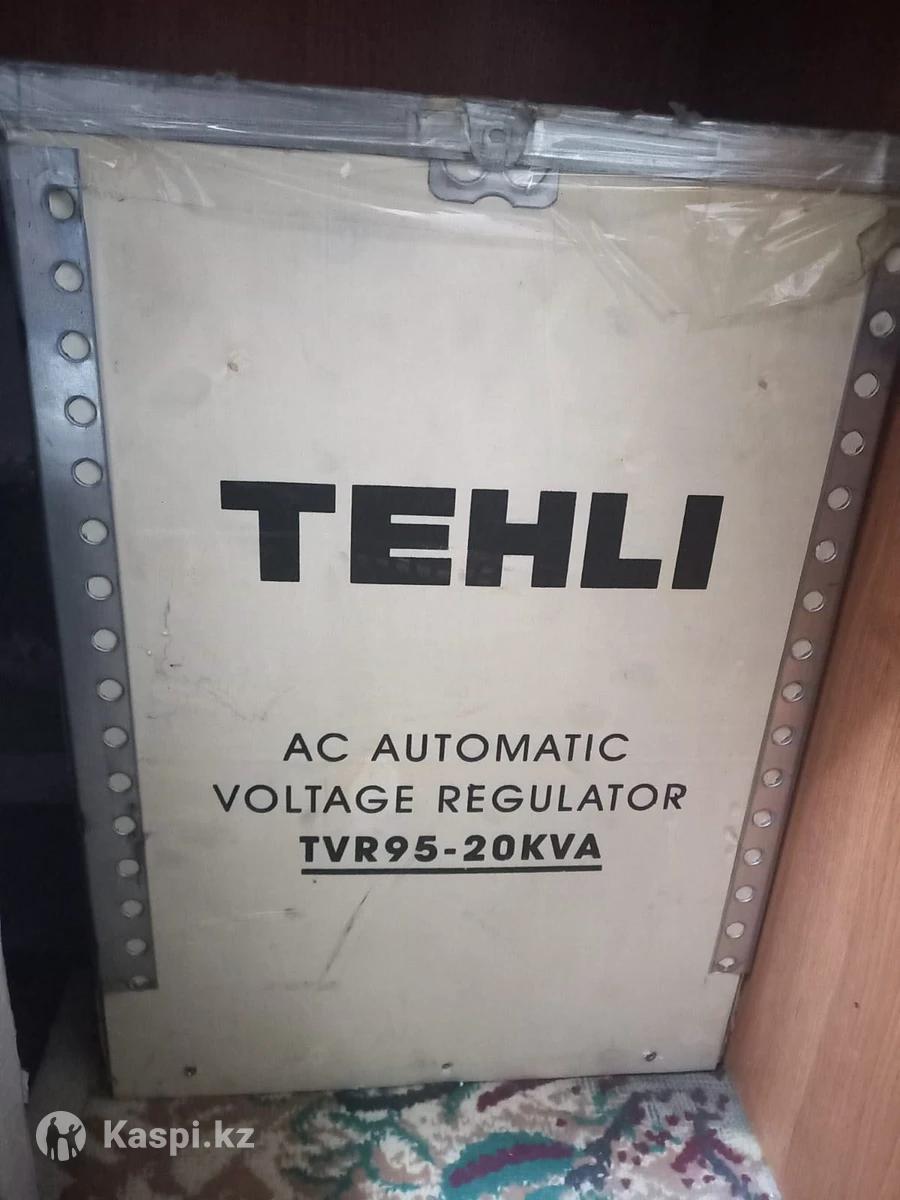 TEHLI
AC AUTOMATIC
VOLTAGE REGULATOR
TVR95-20KVA
Kaspi.kz